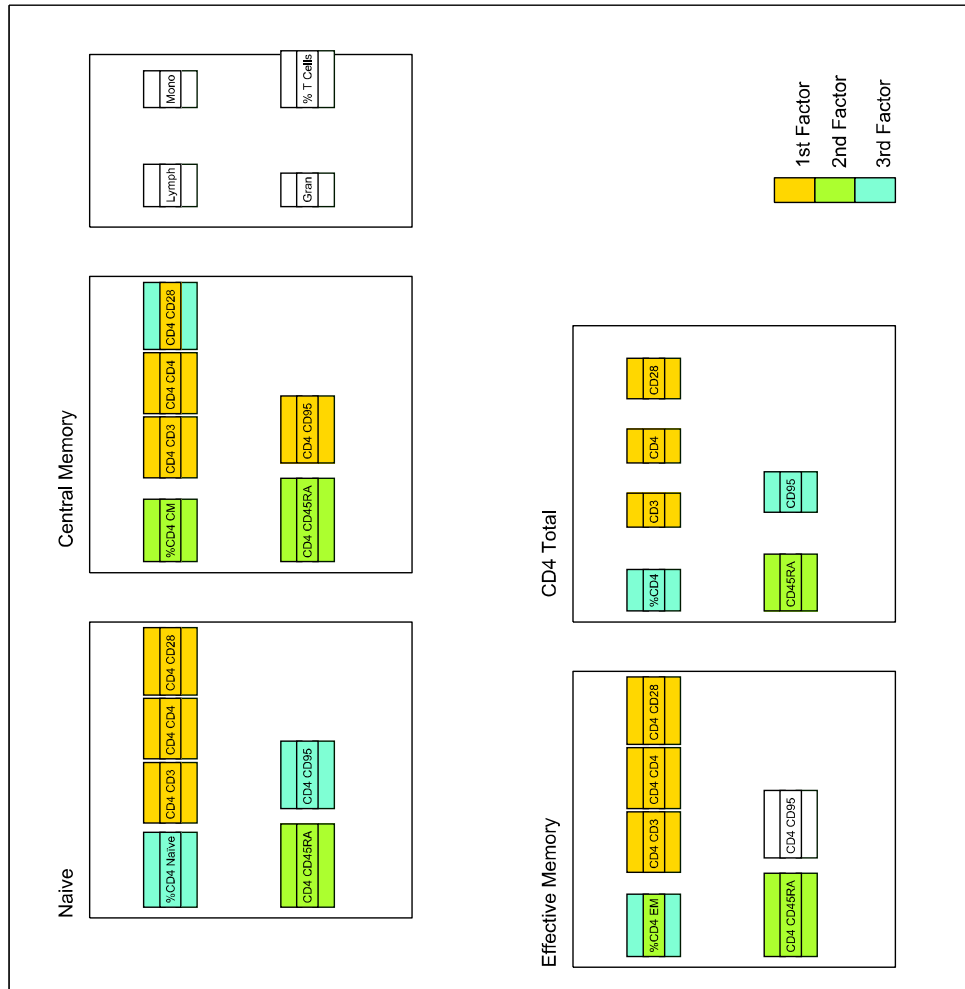 Naive
%CD4 Naïve
CD4 CD3
CD4 CD4
CD4 CD28
CD4 CD45RA
CD4 CD95
Central Memory
%CD4 CM
CD4 CD3
CD4 CD4
CD4 CD28
CD4 CD45RA
CD4 CD95
Lymph
Mono
Gran
% T Cells
Effective Memory
%CD4 EM
CD4 CD3
CD4 CD4
CD4 CD28
CD4 CD45RA
CD4 CD95
CD4 Total
%CD4
CD3
CD4
CD28
CD45RA
CD95
1st Factor
2nd Factor
3rd Factor